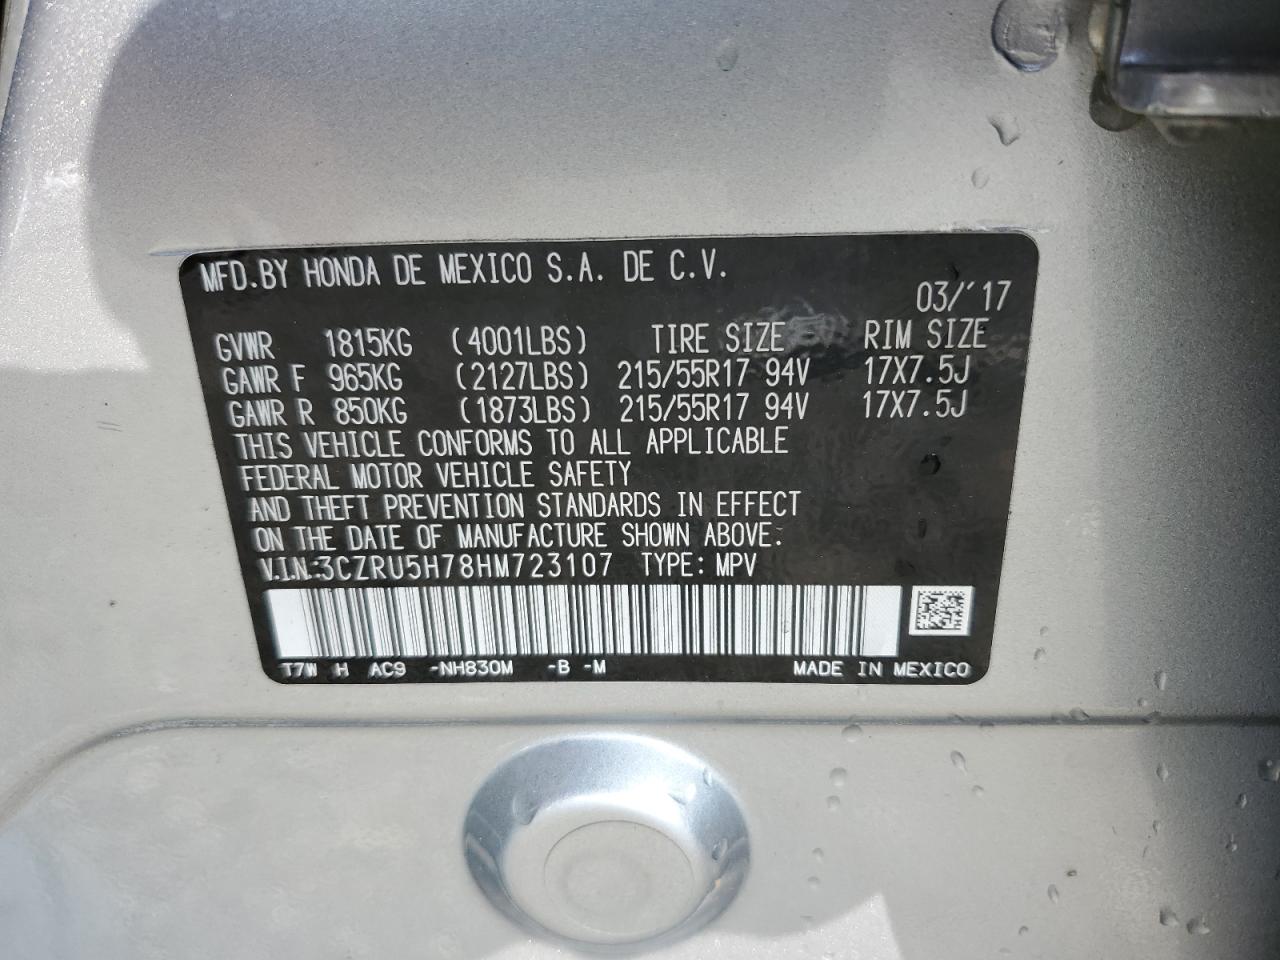 MFD.BY HONDA DE MEXICO S.A. DE C.V.
03/'17
GVWR 1815KG (4001LBS) TIRE SIZE RIM SIZE
GAWR F 965KG (2127LBS) 215/55R17 94V 17X7.5J
GAWR R 850KG (1873LBS) 215/55R17 94V 17X7.5J
THIS VEHICLE CONFORMS TO ALL APPLICABLE
FEDERAL MOTOR VEHICLE SAFETY
AND THEFT PREVENTION STANDARDS IN EFFECT
ON THE DATE OF MANUFACTURE SHOWN ABOVE.
V.I.N:3CZRU5H78HM723107 TYPE: MPV
T7W H AC9 -NH830M -B -M MADE IN MEXICO